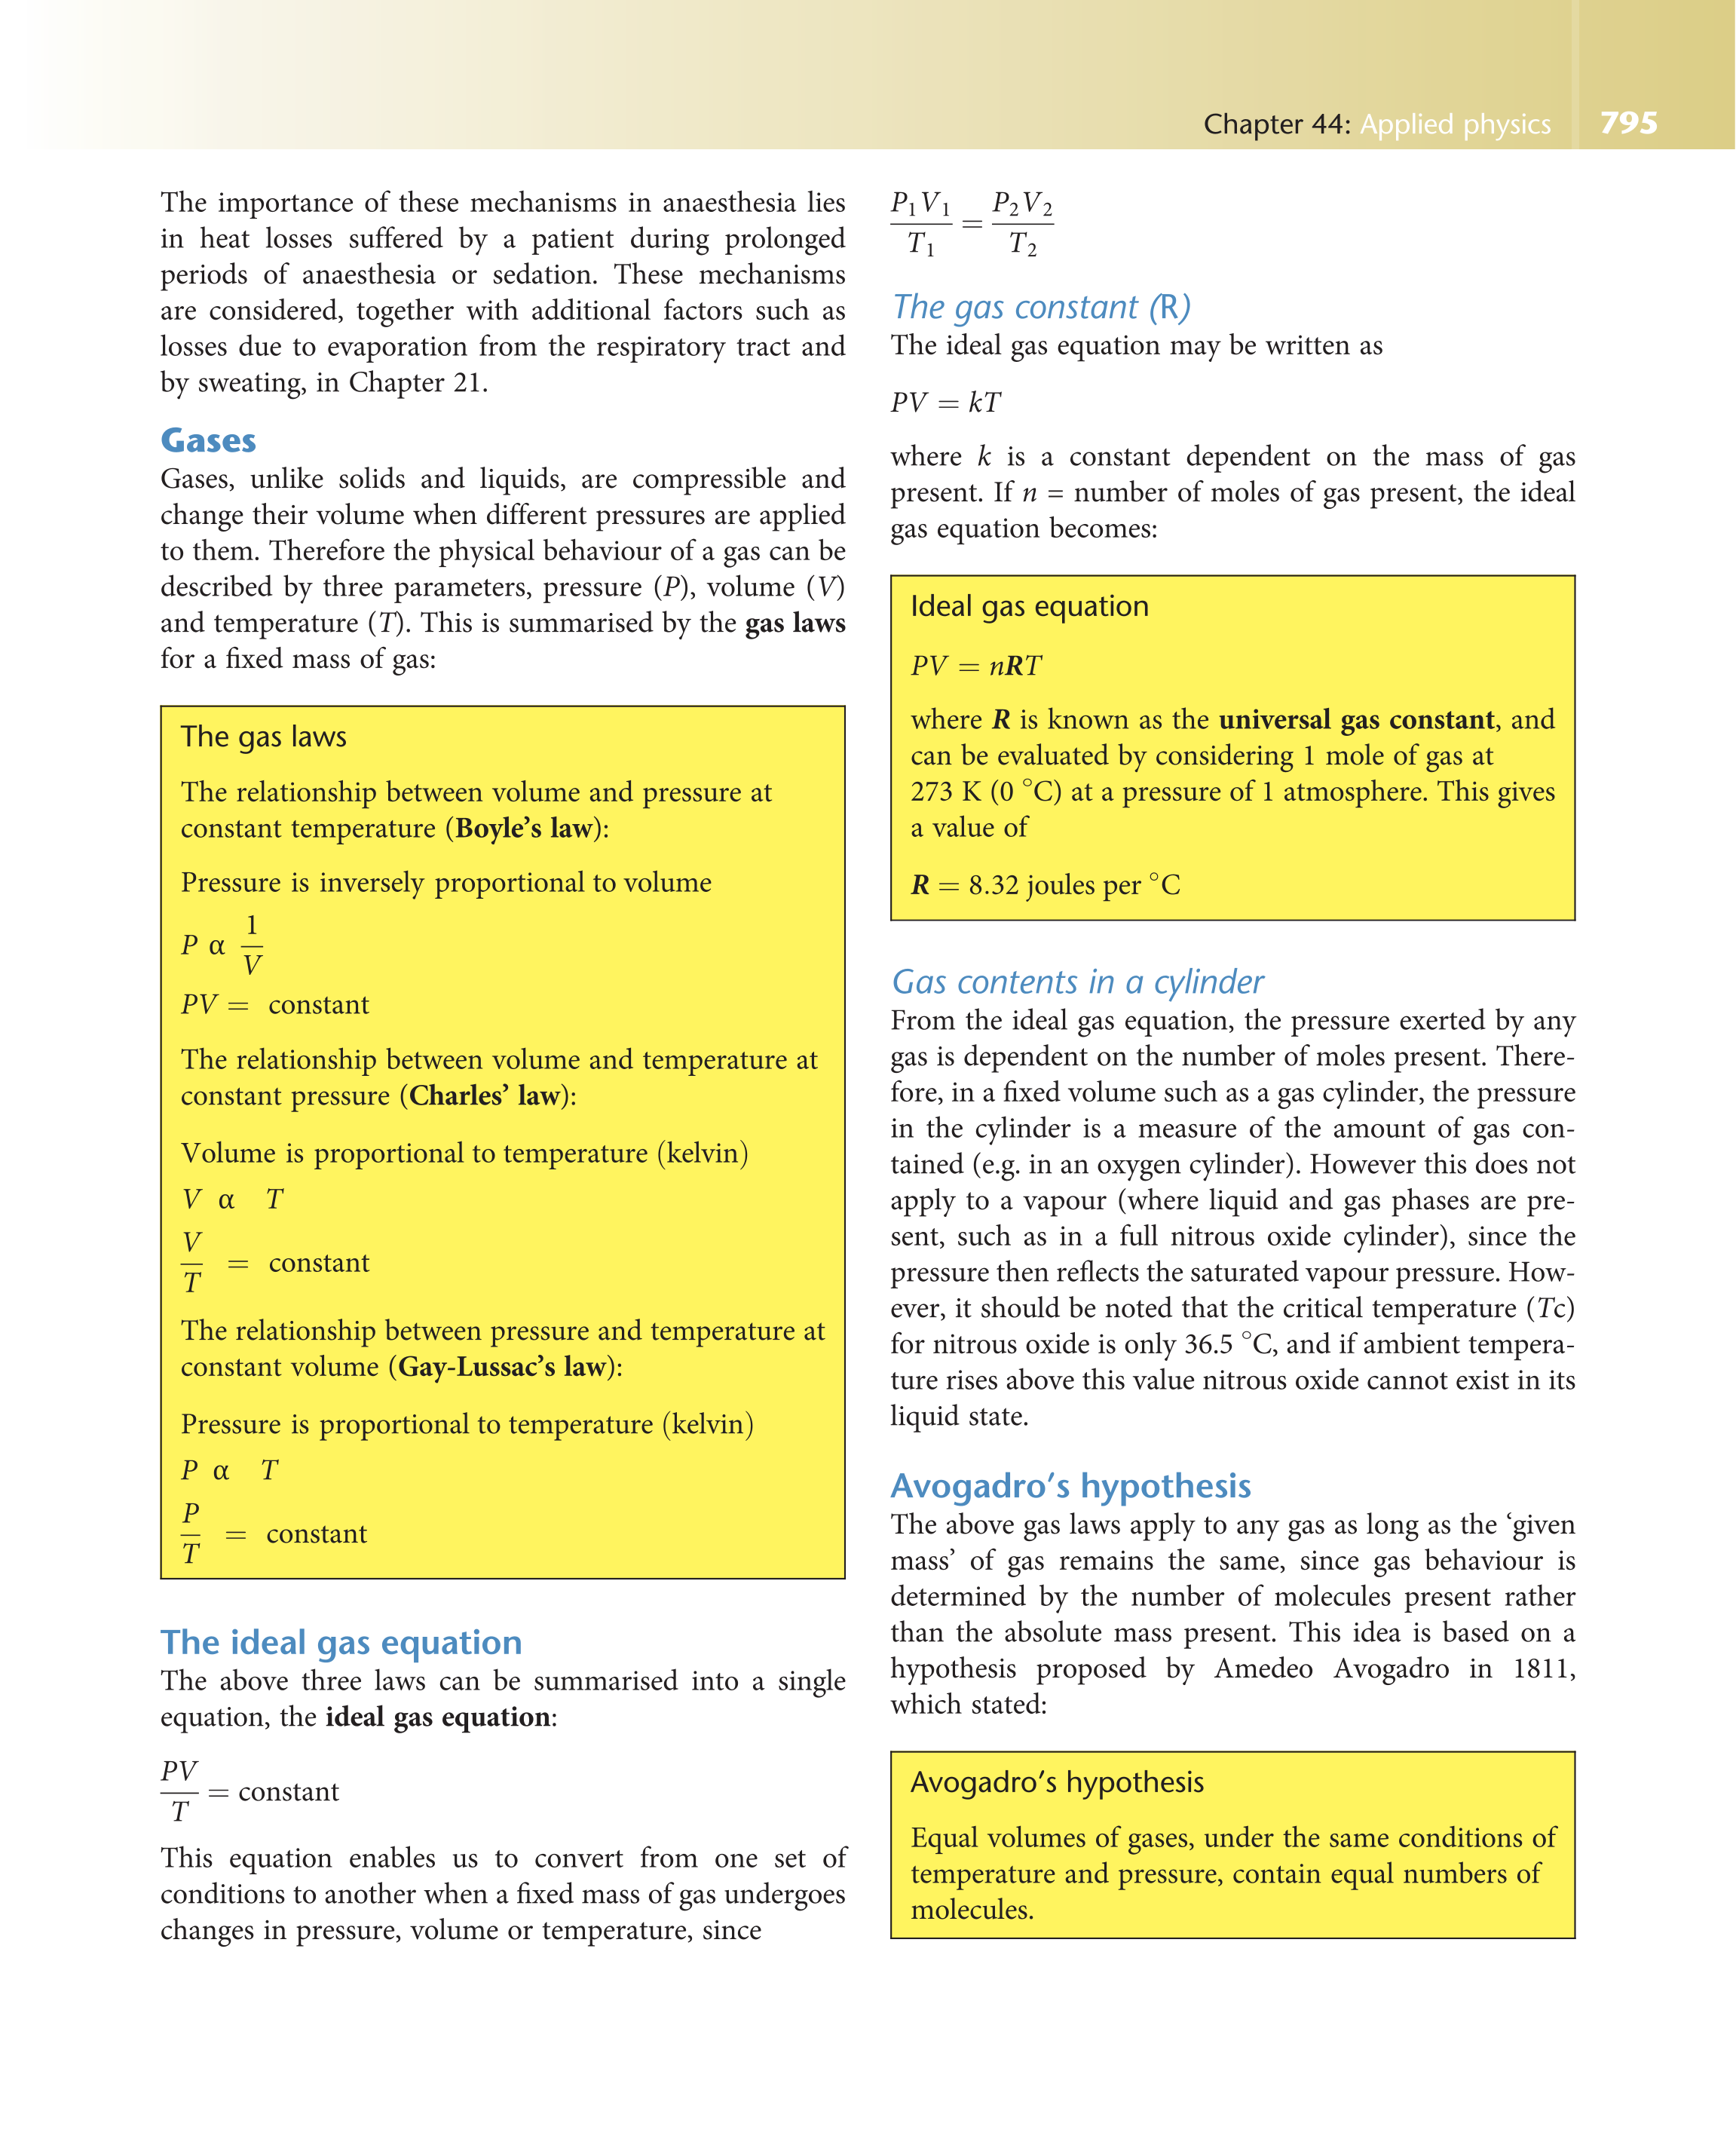 Chapter 44: Applied physics 795
The importance of these mechanisms in anaesthesia lies
in heat losses suffered by a patient during prolonged
periods of anaesthesia or sedation. These mechanisms
are considered, together with additional factors such as
losses due to evaporation from the respiratory tract and
by sweating, in Chapter 21.
Gases
Gases, unlike solids and liquids, are compressible and
change their volume when different pressures are applied
to them. Therefore the physical behaviour of a gas can be
described by three parameters, pressure (P), volume (V)
and temperature (T). This is summarised by the gas laws
for a fixed mass of gas:
The gas laws
The relationship between volume and pressure at
constant temperature (Boyle's law):
Pressure is inversely proportional to volume
P α 1/V
PV = constant
The relationship between volume and temperature at
constant pressure (Charles' law):
Volume is proportional to temperature (kelvin)
V α T
V/T = constant
The relationship between pressure and temperature at
constant volume (Gay-Lussac's law):
Pressure is proportional to temperature (kelvin)
P α T
P/T = constant
The ideal gas equation
The above three laws can be summarised into a single
equation, the ideal gas equation:
PV/T = constant
This equation enables us to convert from one set of
conditions to another when a fixed mass of gas undergoes
changes in pressure, volume or temperature, since
P₁V₁/T₁ = P₂V₂/T₂
The gas constant (R)
The ideal gas equation may be written as
PV = kT
where k is a constant dependent on the mass of gas
present. If n = number of moles of gas present, the ideal
gas equation becomes:
Ideal gas equation
PV = nRT
where R is known as the universal gas constant, and
can be evaluated by considering 1 mole of gas at
273 K (0 °C) at a pressure of 1 atmosphere. This gives
a value of
R = 8.32 joules per °C
Gas contents in a cylinder
From the ideal gas equation, the pressure exerted by any
gas is dependent on the number of moles present. There-
fore, in a fixed volume such as a gas cylinder, the pressure
in the cylinder is a measure of the amount of gas con-
tained (e.g. in an oxygen cylinder). However this does not
apply to a vapour (where liquid and gas phases are pre-
sent, such as in a full nitrous oxide cylinder), since the
pressure then reflects the saturated vapour pressure. How-
ever, it should be noted that the critical temperature (Tc)
for nitrous oxide is only 36.5 °C, and if ambient tempera-
ture rises above this value nitrous oxide cannot exist in its
liquid state.
Avogadro's hypothesis
The above gas laws apply to any gas as long as the 'given
mass' of gas remains the same, since gas behaviour is
determined by the number of molecules present rather
than the absolute mass present. This idea is based on a
hypothesis proposed by Amedeo Avogadro in 1811,
which stated:
Avogadro's hypothesis
Equal volumes of gases, under the same conditions of
temperature and pressure, contain equal numbers of
molecules.